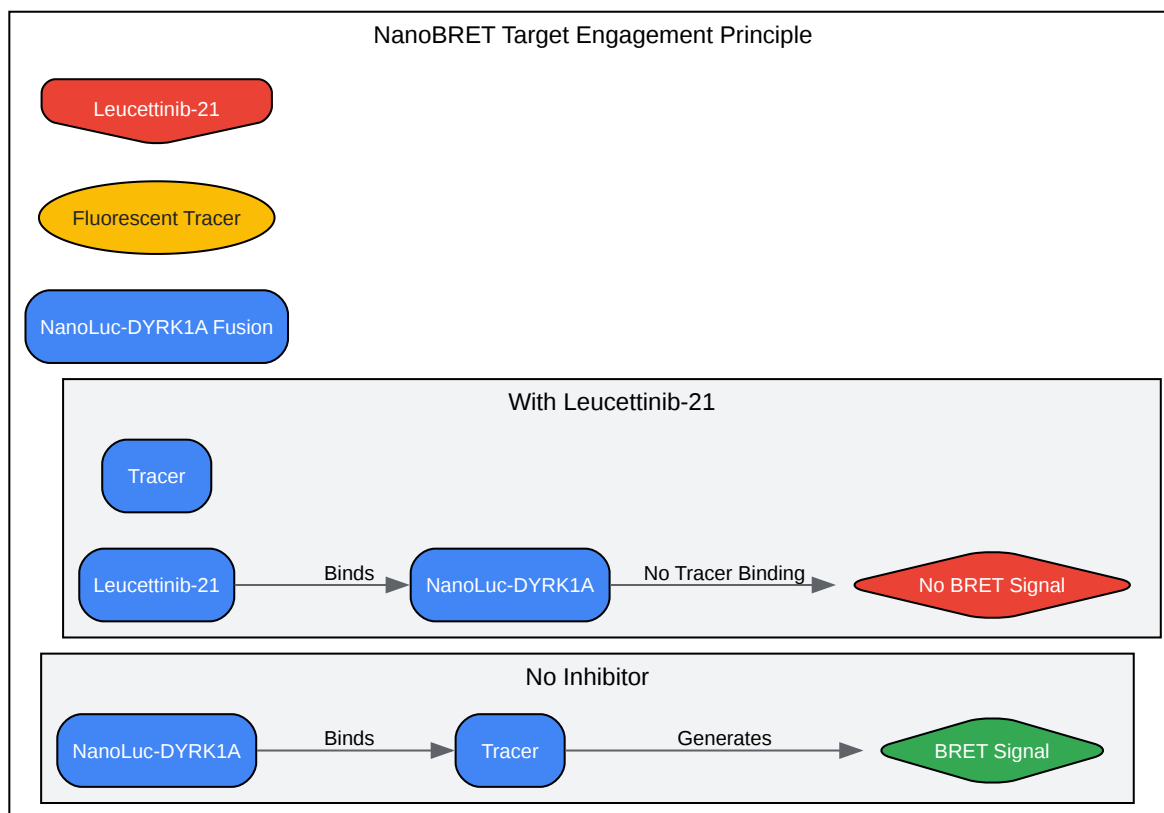 NanoBRET Target Engagement Principle
Leucettinib-21
Fluorescent Tracer
NanoLuc-DYRK1A Fusion
With Leucettinib-21
Tracer
Leucettinib-21
Binds
NanoLuc-DYRK1A
No Tracer Binding
No BRET Signal
No Inhibitor
NanoLuc-DYRK1A
Binds
Tracer
Generates
BRET Signal